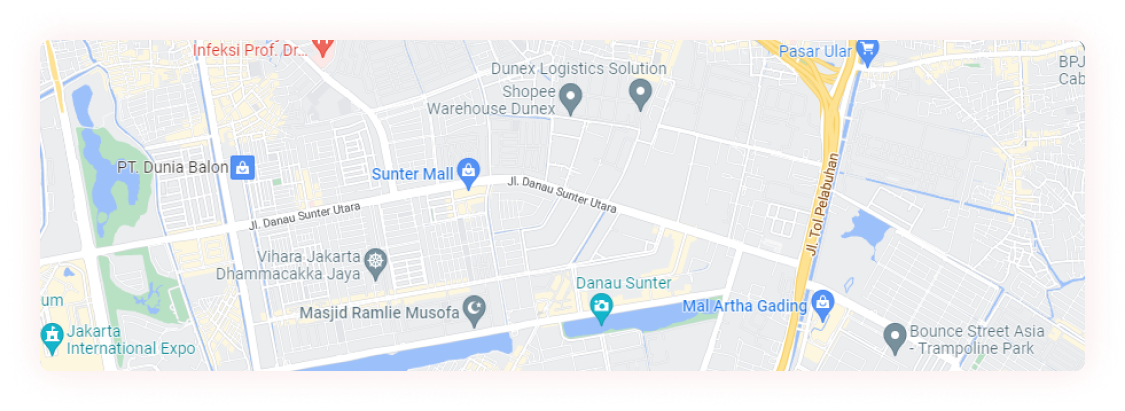 Infeksi Prof. Dr...
Pasar Ular
Dunex Logistics Solution
BPJ
Cab
Shopee
Warehouse Dunex
PT. Dunia Balon
Sunter Mall
Jl. Danau Sunter Utara
Jl. Danau Sunter Utara
Jl. Tol Pelabuhan
Vihara Jakarta
Dhammacakka Jaya
Danau Sunter
um
Masjid Ramlie Musofa
Mal Artha Gading
Jakarta
International Expo
Bounce Street Asia
- Trampoline Park